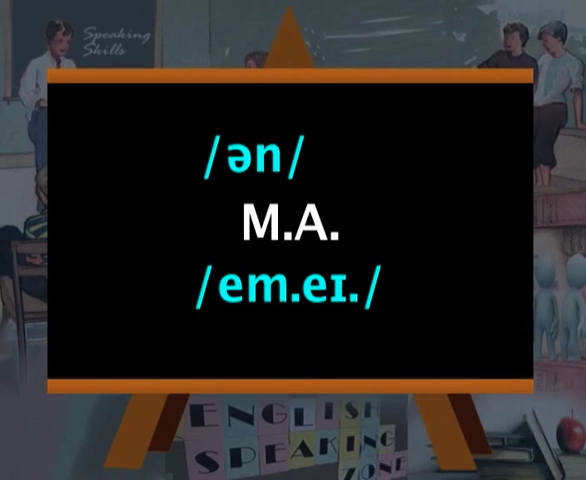 Speaking
Skills
/ən/
M.A.
/em.eɪ./
ENGLISH
SPEAKING
ZONE